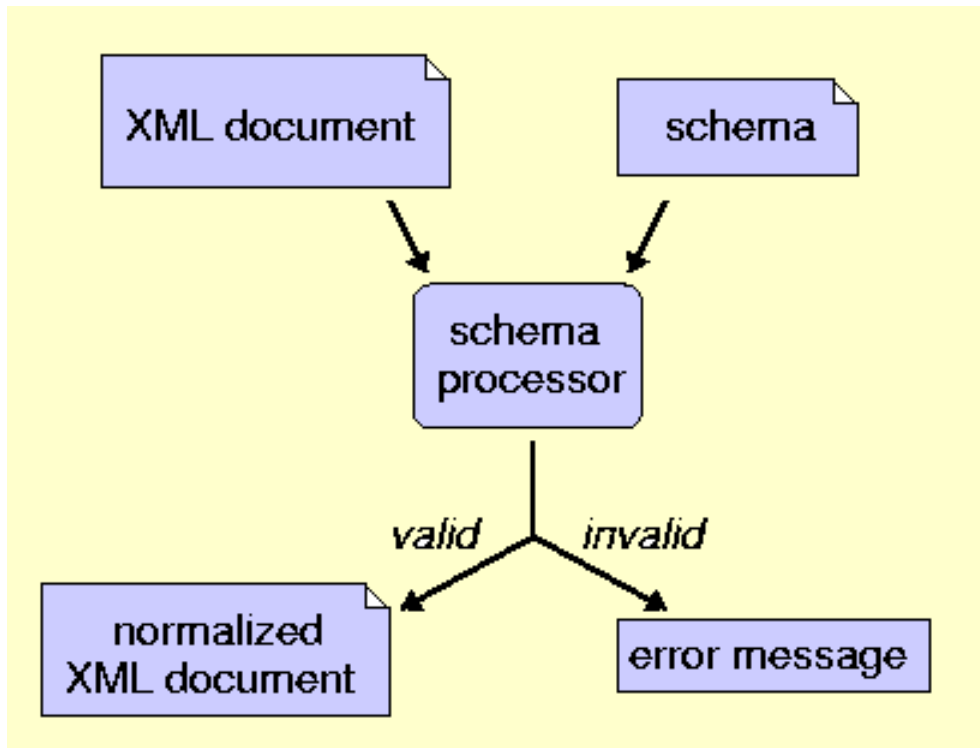 XML document
schema
schema
processor
valid
invalid
normalized
XML document
error message